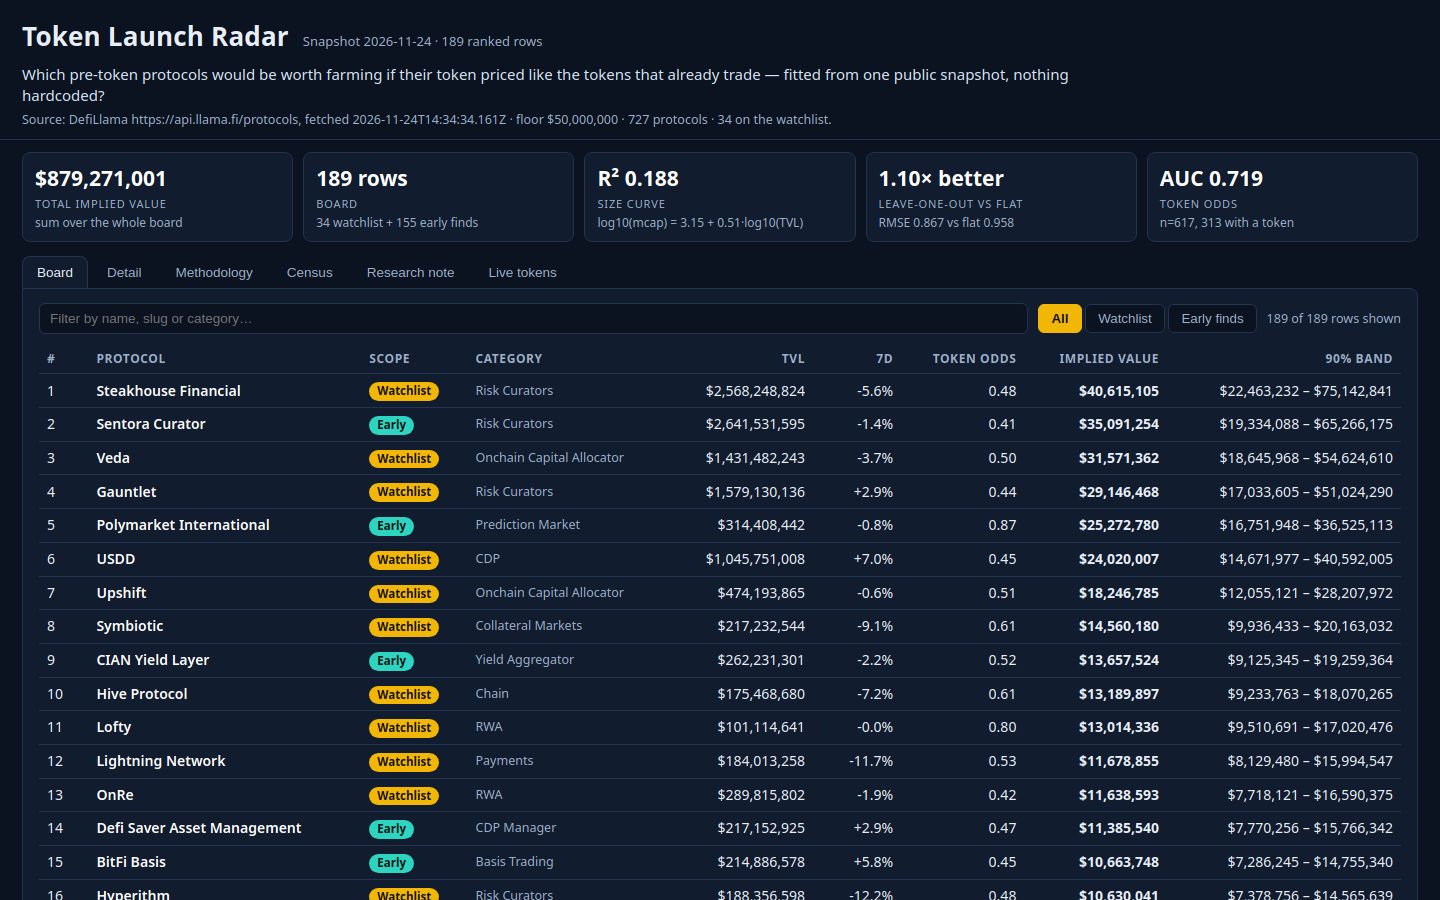 Token Launch Radar Snapshot 2026-11-24 · 189 ranked rows
Which pre-token protocols would be worth farming if their token priced like the tokens that already trade — fitted from one public snapshot, nothing
hardcoded?
Source: DefiLlama https://api.llama.fi/protocols, fetched 2026-11-24T14:34:34.161Z · floor $50,000,000 · 727 protocols · 34 on the watchlist.
$879,271,001
TOTAL IMPLIED VALUE
sum over the whole board
189 rows
BOARD
34 watchlist + 155 early finds
R² 0.188
SIZE CURVE
log10(mcap) = 3.15 + 0.51·log10(TVL)
1.10× better
LEAVE-ONE-OUT VS FLAT
RMSE 0.867 vs flat 0.958
AUC 0.719
TOKEN ODDS
n=617, 313 with a token
Board Detail Methodology Census Research note Live tokens
Filter by name, slug or category… All Watchlist Early finds 189 of 189 rows shown
# PROTOCOL SCOPE CATEGORY TVL 7D TOKEN ODDS IMPLIED VALUE 90% BAND
1 Steakhouse Financial Watchlist Risk Curators $2,568,248,824 -5.6% 0.48 $40,615,105 $22,463,232 – $75,142,841
2 Sentora Curator Early Risk Curators $2,641,531,595 -1.4% 0.41 $35,091,254 $19,334,088 – $65,266,175
3 Veda Watchlist Onchain Capital Allocator $1,431,482,243 -3.7% 0.50 $31,571,362 $18,645,968 – $54,624,610
4 Gauntlet Watchlist Risk Curators $1,579,130,136 +2.9% 0.44 $29,146,468 $17,033,605 – $51,024,290
5 Polymarket International Early Prediction Market $314,408,442 -0.8% 0.87 $25,272,780 $16,751,948 – $36,525,113
6 USDD Watchlist CDP $1,045,751,008 +7.0% 0.45 $24,020,007 $14,671,977 – $40,592,005
7 Upshift Watchlist Onchain Capital Allocator $474,193,865 -0.6% 0.51 $18,246,785 $12,055,121 – $28,207,972
8 Symbiotic Watchlist Collateral Markets $217,232,544 -9.1% 0.61 $14,560,180 $9,936,433 – $20,163,032
9 CIAN Yield Layer Early Yield Aggregator $262,231,301 -2.2% 0.52 $13,657,524 $9,125,345 – $19,259,364
10 Hive Protocol Watchlist Chain $175,468,680 -7.2% 0.61 $13,189,897 $9,233,763 – $18,070,265
11 Lofty Watchlist RWA $101,114,641 -0.0% 0.80 $13,014,336 $9,510,691 – $17,020,476
12 Lightning Network Watchlist Payments $184,013,258 -11.7% 0.53 $11,678,855 $8,129,480 – $15,994,547
13 OnRe Watchlist RWA $289,815,802 -1.9% 0.42 $11,638,593 $7,718,121 – $16,590,375
14 Defi Saver Asset Management Early CDP Manager $217,152,925 +2.9% 0.47 $11,385,540 $7,770,256 – $15,766,342
15 BitFi Basis Early Basis Trading $214,886,578 +5.8% 0.45 $10,663,748 $7,286,245 – $14,755,340
16 Hyperithm Watchlist Risk Curators $188,356,598 -12.2% 0.48 $10,630,041 $7,378,756 – $14,565,639